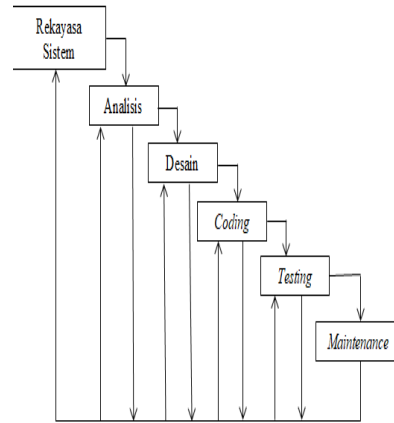 Rekayasa
Sistem
Analisis
Desain
Coding
Testing
Maintenance